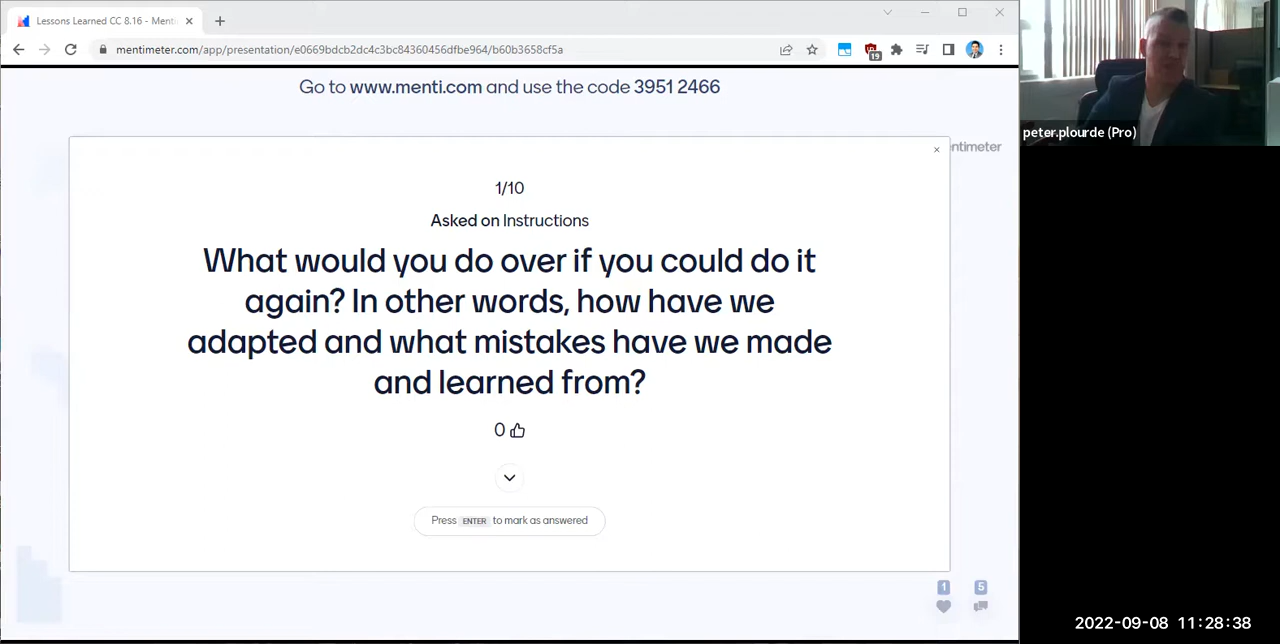 Lessons Learned CC 8.16 - Menti
mentimeter.com/app/presentation/e0669bdcb2dc4c3bc84360456dfbe964/b60b3658cf5a
19
Go to www.menti.com and use the code 3951 2466
ntimeter
1/10
Asked on Instructions
What would you do over if you could do it
again? In other words, how have we
adapted and what mistakes have we made
and learned from?
0
Press ENTER to mark as answered
1 5
peter.plourde (Pro)
2022-09-08 11:28:38